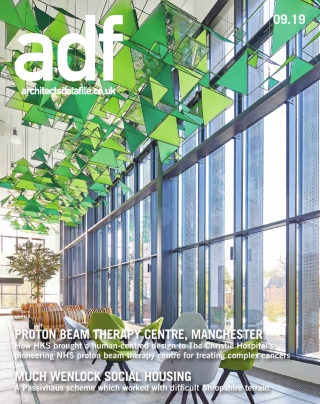 09.19
adf
architectsdatafile.co.uk
PROTON BEAM THERAPY CENTRE, MANCHESTER
How HKS brought a human-centred design to The Christie Hospital's
pioneering NHS proton beam therapy centre for treating complex cancers
MUCH WENLOCK SOCIAL HOUSING
A Passivhaus scheme which worked with difficult Shropshire terrain